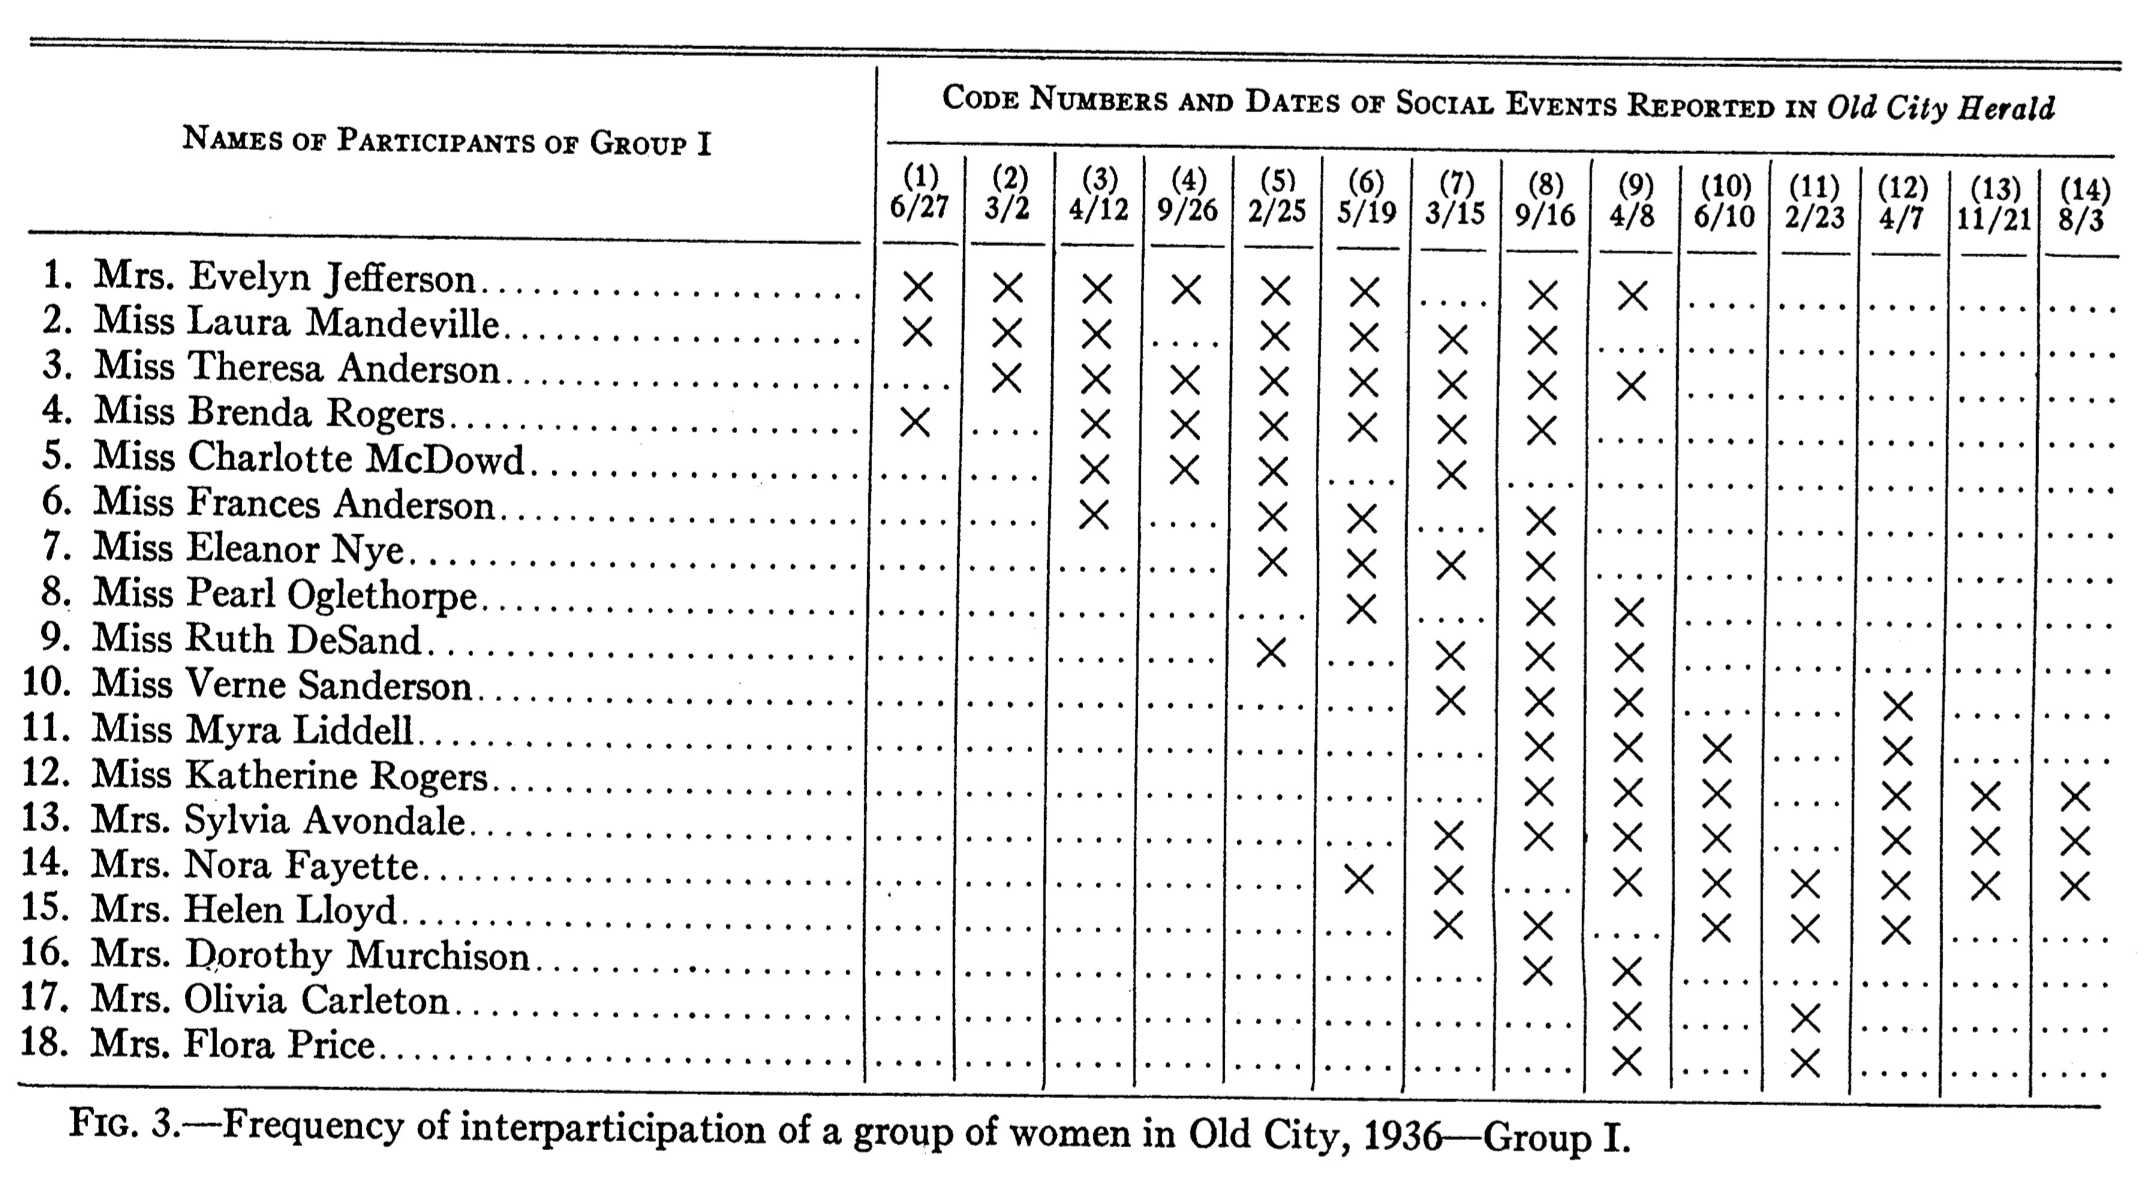 NAMES OF PARTICIPANTS OF GROUP I
CODE NUMBERS AND DATES OF SOCIAL EVENTS REPORTED IN Old City Herald
(1) (2) (3) (4) (5) (6) (7) (8) (9) (10) (11) (12) (13) (14)
6/27 3/2 4/12 9/26 2/25 5/19 3/15 9/16 4/8 6/10 2/23 4/7 11/21 8/3
1. Mrs. Evelyn Jefferson.... × × × × × × .... × × .... .... .... .... ....
2. Miss Laura Mandeville.... × × × .... × × × × .... .... .... .... .... ....
3. Miss Theresa Anderson.... .... × × × × × × × × .... .... .... .... ....
4. Miss Brenda Rogers.... × .... × × × × × × .... .... .... .... .... ....
5. Miss Charlotte McDowd.... .... .... × × × .... × .... .... .... .... .... .... ....
6. Miss Frances Anderson.... .... .... × .... × × .... × .... .... .... .... .... ....
7. Miss Eleanor Nye.... .... .... .... .... × × × × .... .... .... .... .... ....
8. Miss Pearl Oglethorpe.... .... .... .... .... .... × .... × × .... .... .... .... ....
9. Miss Ruth DeSand.... .... .... .... .... × .... × × × .... .... .... .... ....
10. Miss Verne Sanderson.... .... .... .... .... .... .... × × × .... .... × .... ....
11. Miss Myra Liddell.... .... .... .... .... .... .... .... × × × .... × .... ....
12. Miss Katherine Rogers.... .... .... .... .... .... .... .... × × × .... × × ×
13. Mrs. Sylvia Avondale.... .... .... .... .... .... .... × × × × .... × × ×
14. Mrs. Nora Fayette.... .... .... .... .... .... × × .... × × × × × ×
15. Mrs. Helen Lloyd.... .... .... .... .... .... .... × × .... × × × .... ....
16. Mrs. Dorothy Murchison.... .... .... .... .... .... .... .... × × .... .... .... .... ....
17. Mrs. Olivia Carleton.... .... .... .... .... .... .... .... .... × .... × .... .... ....
18. Mrs. Flora Price.... .... .... .... .... .... .... .... .... × .... × .... .... ....
FIG. 3.—Frequency of interparticipation of a group of women in Old City, 1936—Group I.